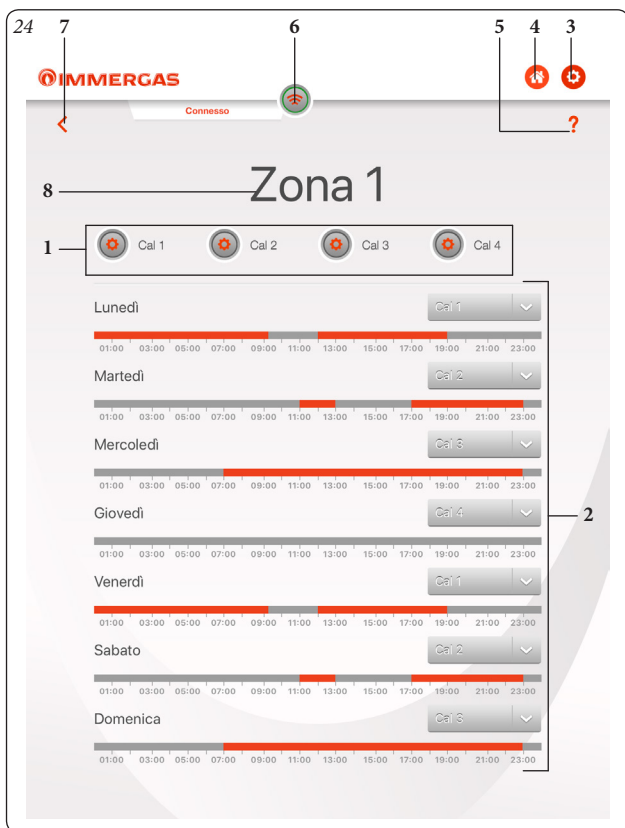 24 7 6 5 4 3
IMMERGAS
Connesso
?
8 Zona 1
1 Cal 1 Cal 2 Cal 3 Cal 4
Lunedì Cal 1
01:00 03:00 05:00 07:00 09:00 11:00 13:00 15:00 17:00 19:00 21:00 23:00
Martedì Cal 2
01:00 03:00 05:00 07:00 09:00 11:00 13:00 15:00 17:00 19:00 21:00 23:00
Mercoledì Cal 3
01:00 03:00 05:00 07:00 09:00 11:00 13:00 15:00 17:00 19:00 21:00 23:00
Giovedì Cal 4 2
01:00 03:00 05:00 07:00 09:00 11:00 13:00 15:00 17:00 19:00 21:00 23:00
Venerdì Cal 1
01:00 03:00 05:00 07:00 09:00 11:00 13:00 15:00 17:00 19:00 21:00 23:00
Sabato Cal 2
01:00 03:00 05:00 07:00 09:00 11:00 13:00 15:00 17:00 19:00 21:00 23:00
Domenica Cal 3
01:00 03:00 05:00 07:00 09:00 11:00 13:00 15:00 17:00 19:00 21:00 23:00